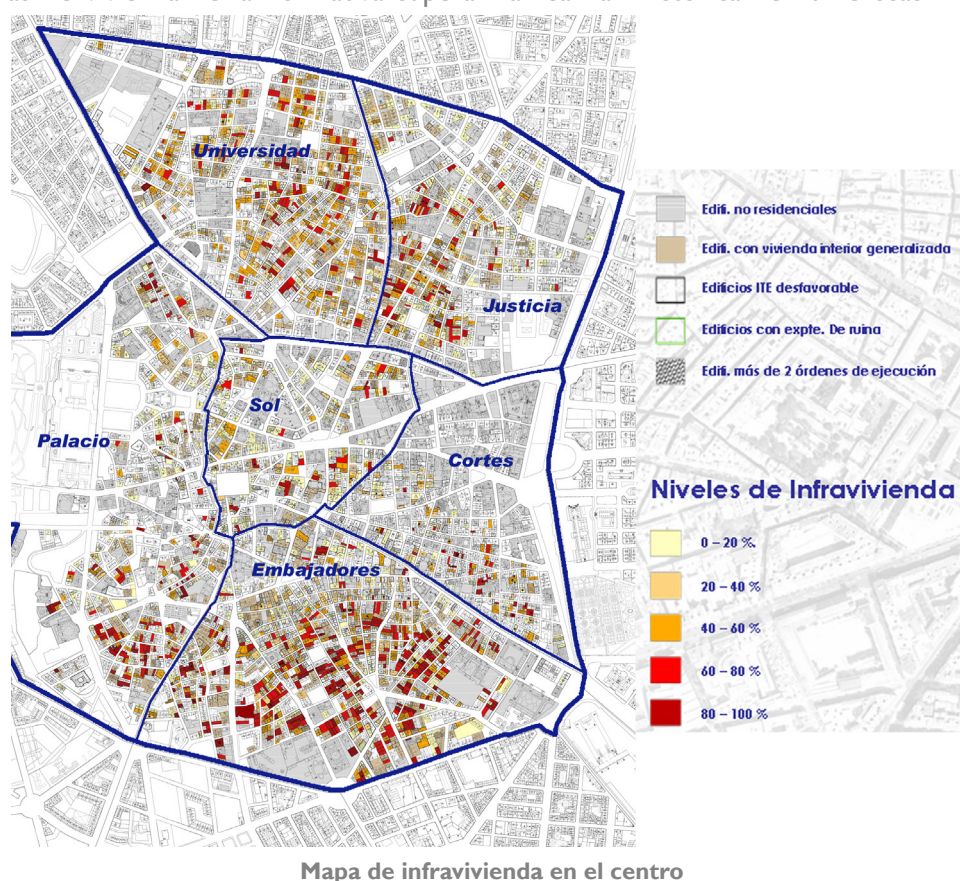 Universidad
Justicia
Sol
Palacio
Cortes
Embajadores
Edifi. no residenciales
Edifi. con vivienda interior generalizada
Edificios ITE desfavorable
Edificios con expte. De ruina
Edifi. más de 2 órdenes de ejecución
Niveles de Infravivienda
0 – 20 %.
20 – 40 %
40 – 60 %
60 – 80 %
80 – 100 %
Mapa de infravivienda en el centro